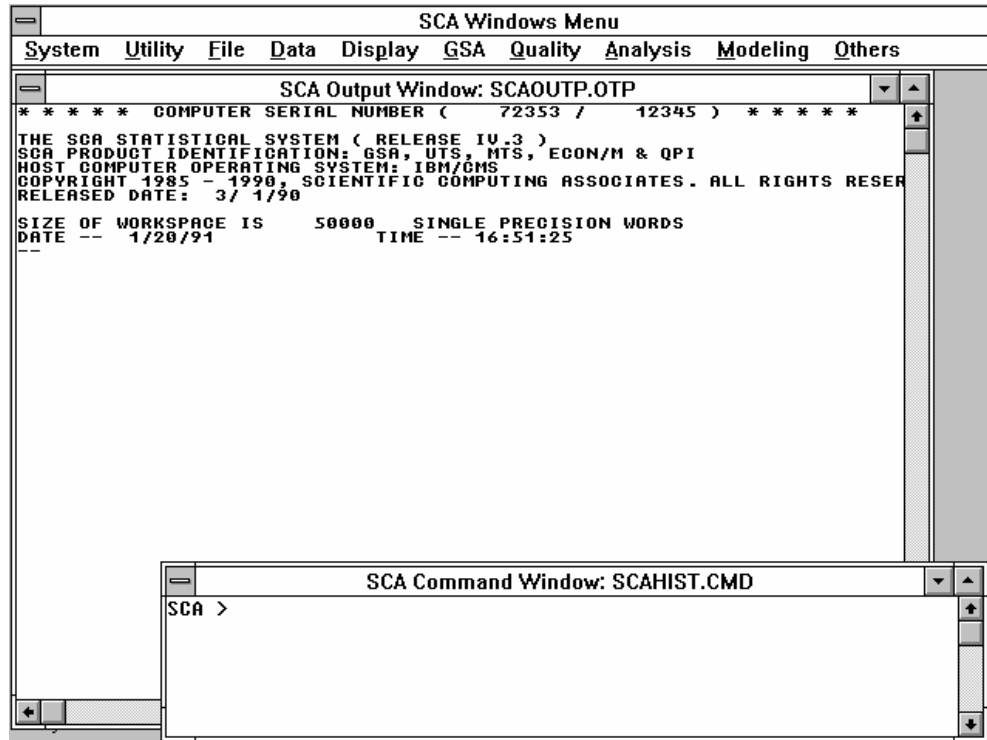 SCA Windows Menu
System Utility File Data Display GSA Quality Analysis Modeling Others
SCA Output Window: SCAOUTP.OTP
* * * * * COMPUTER SERIAL NUMBER ( 72353 / 12345 ) * * * * *
THE SCA STATISTICAL SYSTEM ( RELEASE IV.3 )
SCA PRODUCT IDENTIFICATION: GSA, UTS, MTS, ECON/M & QPI
HOST COMPUTER OPERATING SYSTEM: IBM/CMS
COPYRIGHT 1985 - 1990, SCIENTIFIC COMPUTING ASSOCIATES. ALL RIGHTS RESER
RELEASED DATE: 3/ 1/90
SIZE OF WORKSPACE IS 50000 SINGLE PRECISION WORDS
DATE -- 1/20/91 TIME -- 16:51:25
--
SCA Command Window: SCAHIST.CMD
SCA >